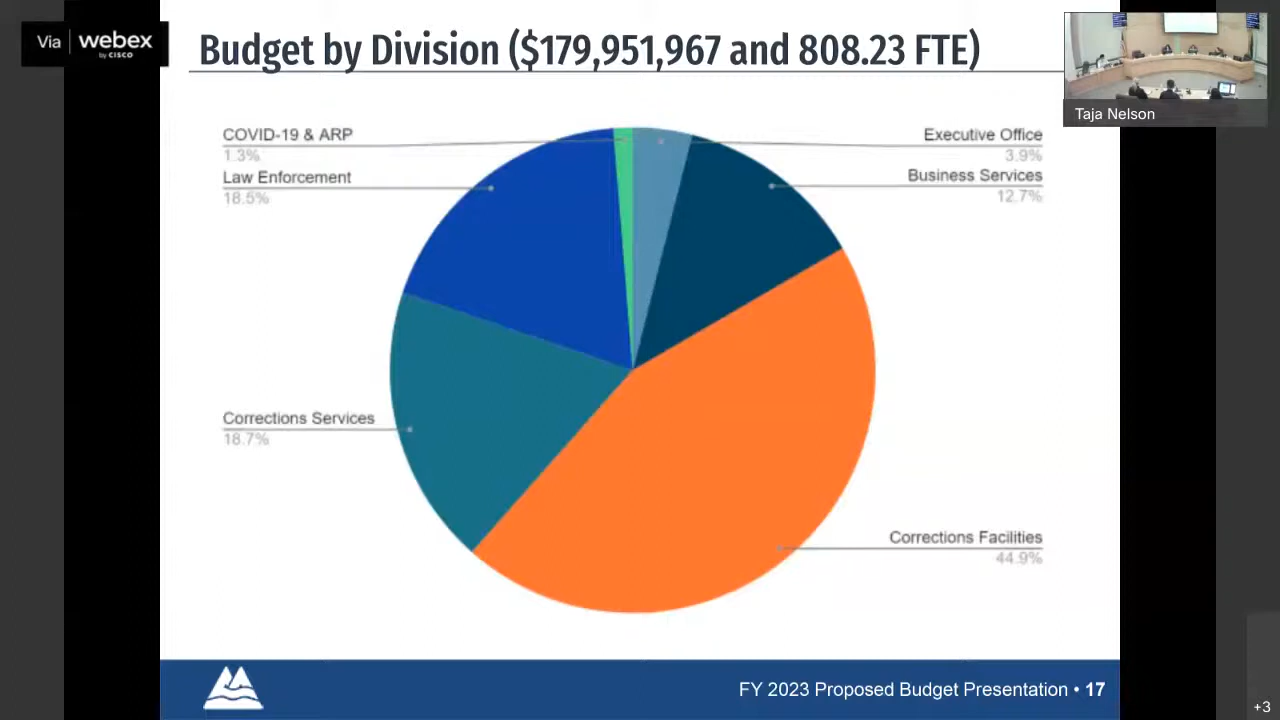 Via webex
by CISCO
Budget by Division ($179,951,967 and 808.23 FTE)
Taja Nelson
COVID-19 & ARP
1.3%
Law Enforcement
18.5%
Executive Office
3.9%
Business Services
12.7%
Corrections Services
18.7%
Corrections Facilities
44.9%
FY 2023 Proposed Budget Presentation • 17
+3